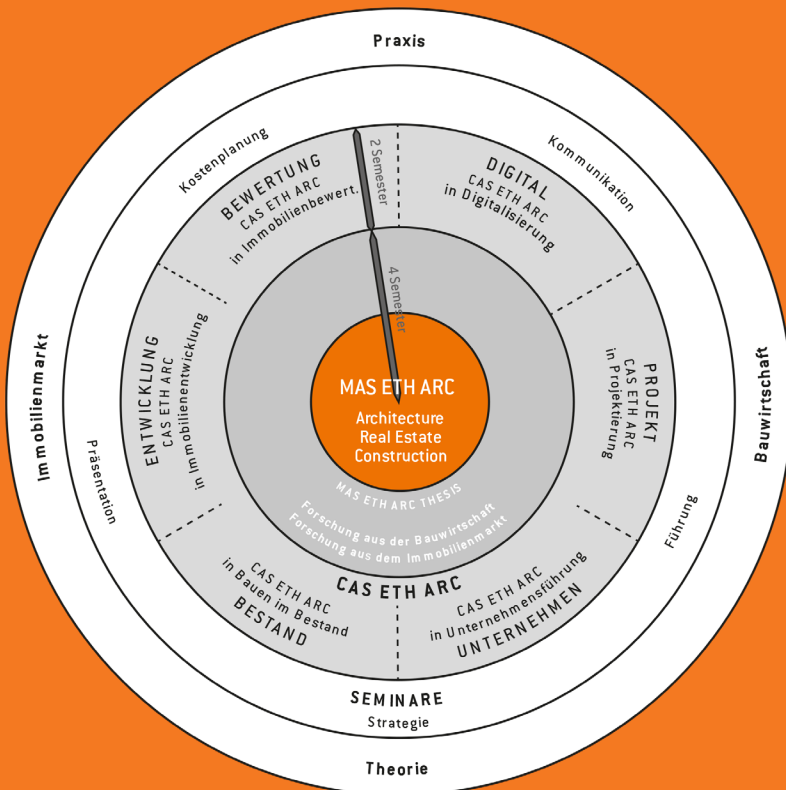 Praxis
Kostenplanung
Kommunikation
2 Semester
BEWERTUNG
CAS ETH ARC
in Immobilienbewert.
DIGITAL
CAS ETH ARC
in Digitalisierung
4 Semester
Immobilienmarkt
ENTWICKLUNG
CAS ETH ARC
in Immobilienentwicklung
MAS ETH ARC
Architecture
Real Estate
Construction
PROJEKT
CAS ETH ARC
in Projektierung
Bauwirtschaft
Präsentation
MAS ETH ARC THESIS
Forschung aus der Bauwirtschaft
Forschung aus dem Immobilienmarkt
Führung
CAS ETH ARC
CAS ETH ARC
in Bauen im Bestand
BESTAND
CAS ETH ARC
in Unternehmensführung
UNTERNEHMEN
SEMINARE
Strategie
Theorie